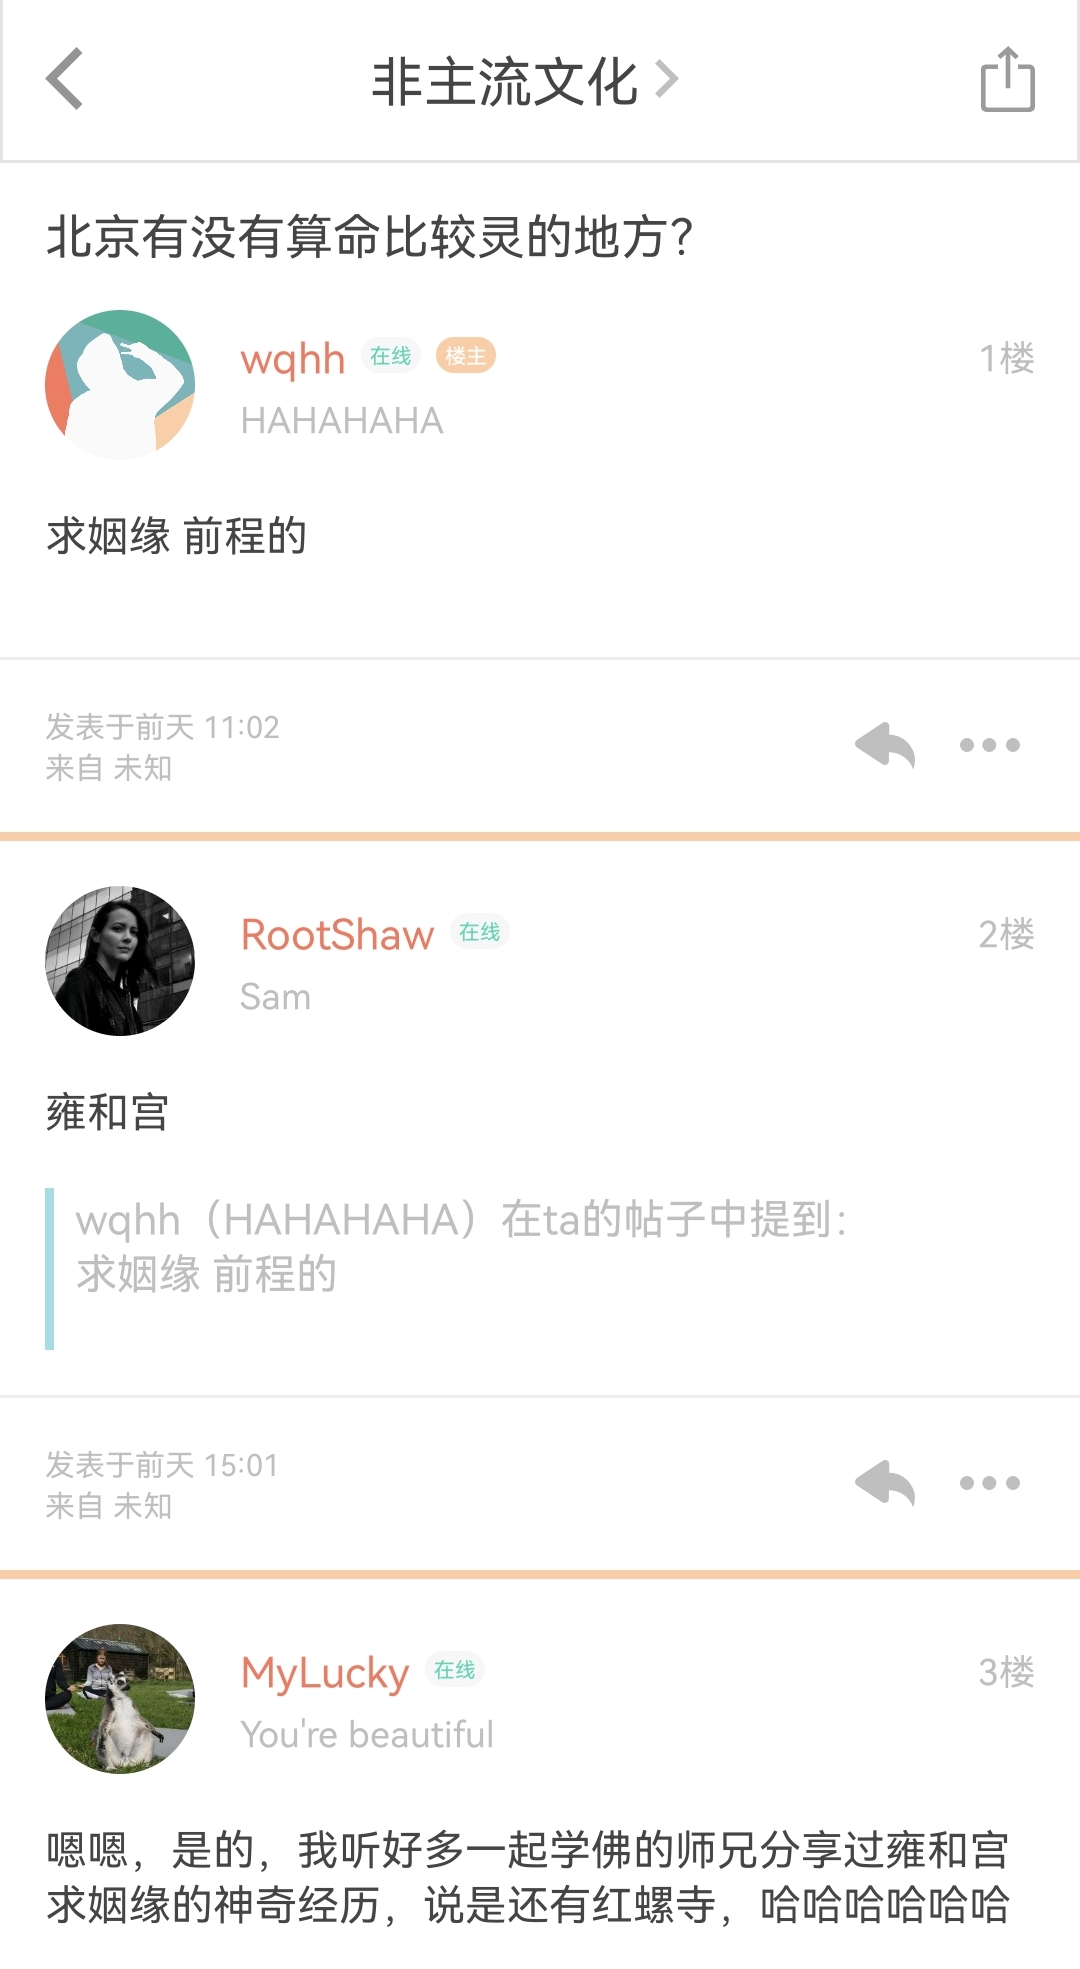 非主流文化
北京有没有算命比较灵的地方?
wqhh 在线 楼主 1楼
HAHAHAHA
求姻缘 前程的
发表于前天 11:02
来自 未知
RootShaw 在线 2楼
Sam
雍和宫
wqhh（HAHAHAHA）在ta的帖子中提到：
求姻缘 前程的
发表于前天 15:01
来自 未知
MyLucky 在线 3楼
You're beautiful
嗯嗯，是的，我听好多一起学佛的师兄分享过雍和宫
求姻缘的神奇经历，说是还有红螺寺，哈哈哈哈哈哈